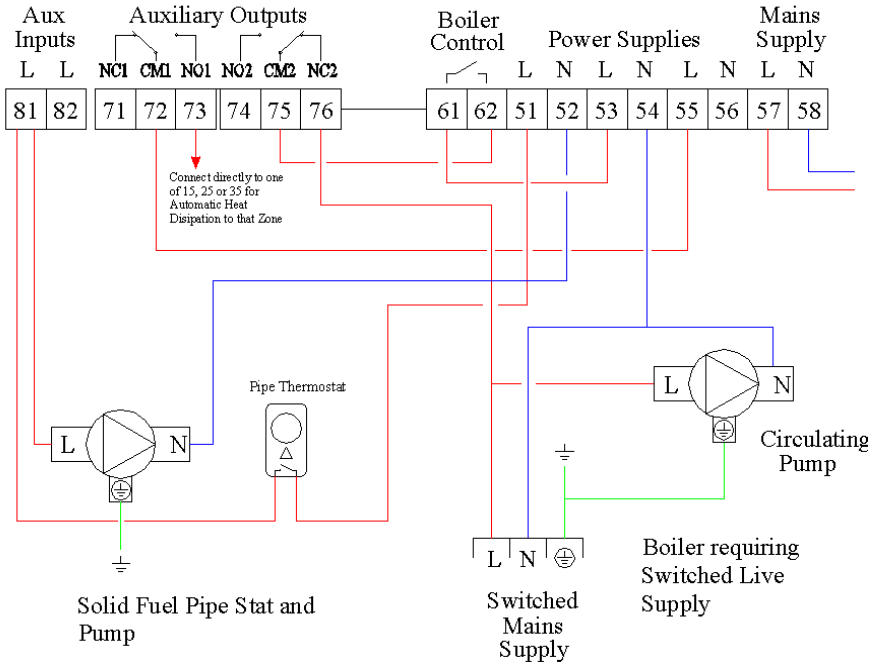 Aux
Inputs
Auxiliary Outputs
Boiler
Control
Power Supplies
Mains
Supply
L L NC1 CM1 NO1 NO2 CM2 NC2 L N L N L N L N
81 82 71 72 73 74 75 76 61 62 51 52 53 54 55 56 57 58
Connect directly to one
of 15, 25 or 35 for
Automatic Heat
Disipation to that Zone
Pipe Thermostat
L N
L N
Circulating
Pump
L N
Boiler requiring
Switched Live
Supply
Solid Fuel Pipe Stat and
Pump
Switched
Mains
Supply